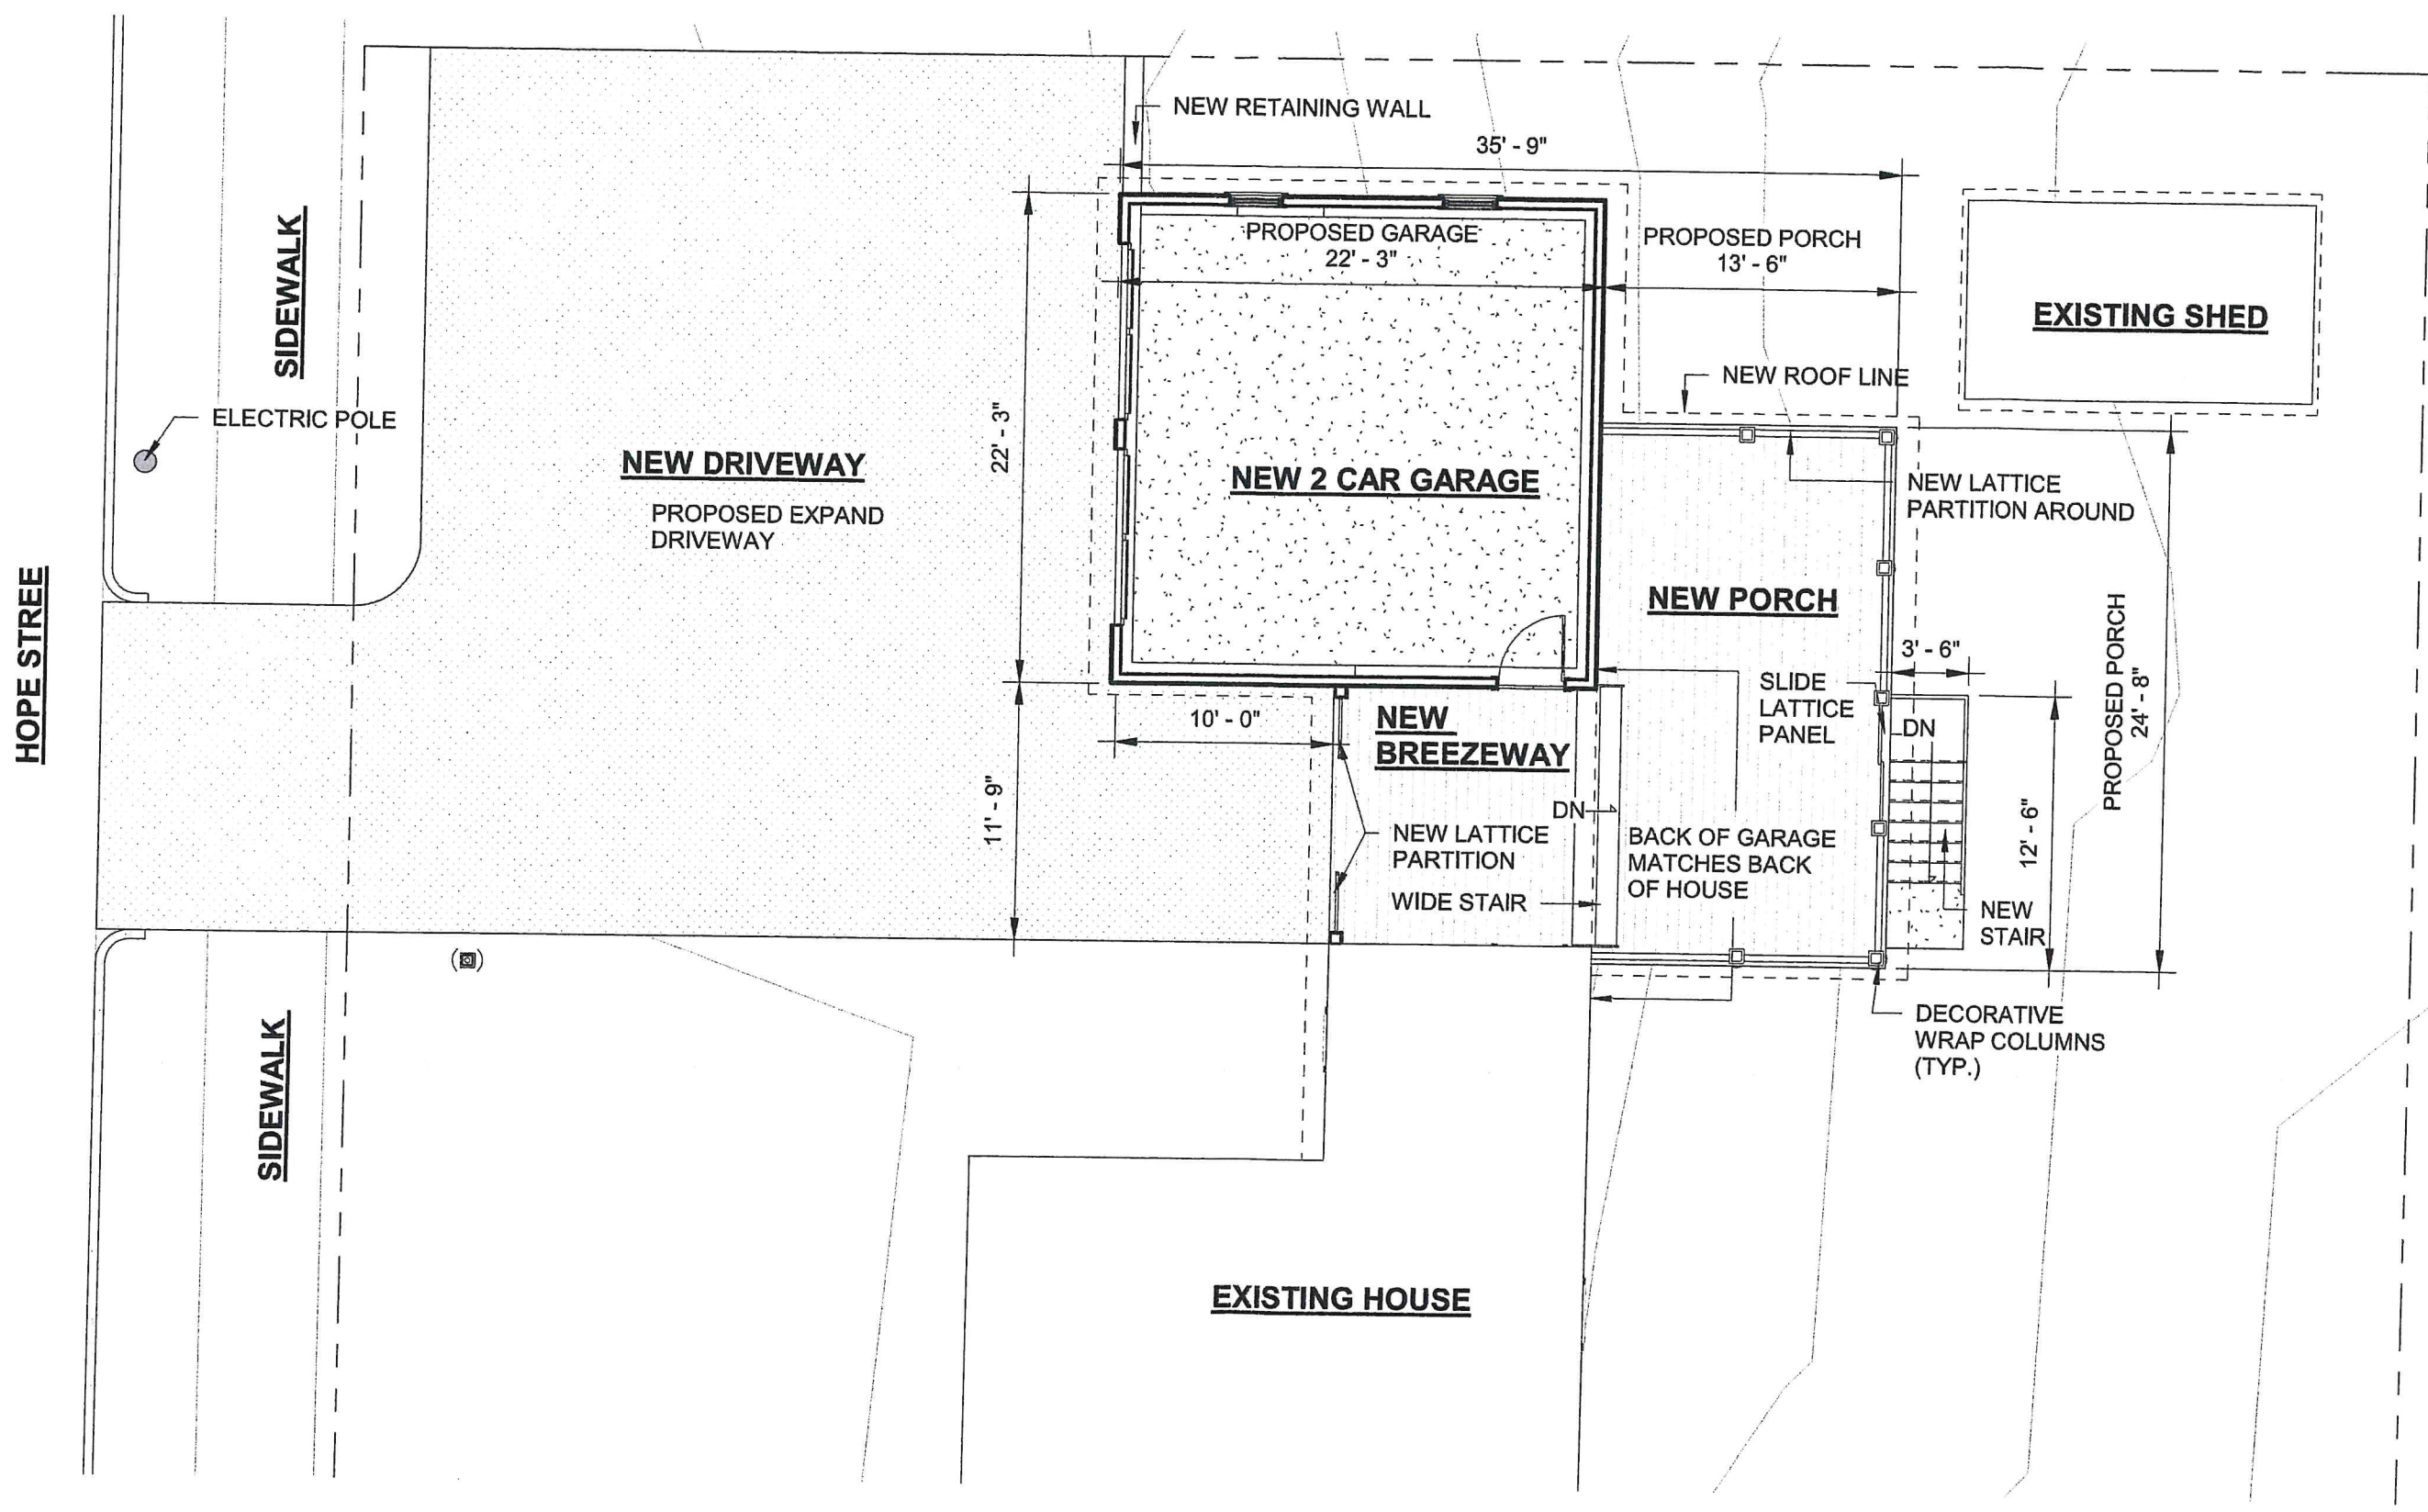 NEW RETAINING WALL
35' - 9"
SIDEWALK
PROPOSED GARAGE
22' - 3"
PROPOSED PORCH
13' - 6"
EXISTING SHED
NEW ROOF LINE
ELECTRIC POLE
22' - 3"
NEW DRIVEWAY
PROPOSED EXPAND
DRIVEWAY
NEW 2 CAR GARAGE
NEW LATTICE
PARTITION AROUND
HOPE STREE
NEW PORCH
3' - 6"
PROPOSED PORCH
24' - 8"
SLIDE
LATTICE
PANEL
DN
10' - 0"
NEW
BREEZEWAY
11' - 9"
DN
12' - 6"
NEW LATTICE
PARTITION
WIDE STAIR
BACK OF GARAGE
MATCHES BACK
OF HOUSE
NEW
STAIR
SIDEWALK
DECORATIVE
WRAP COLUMNS
(TYP.)
EXISTING HOUSE